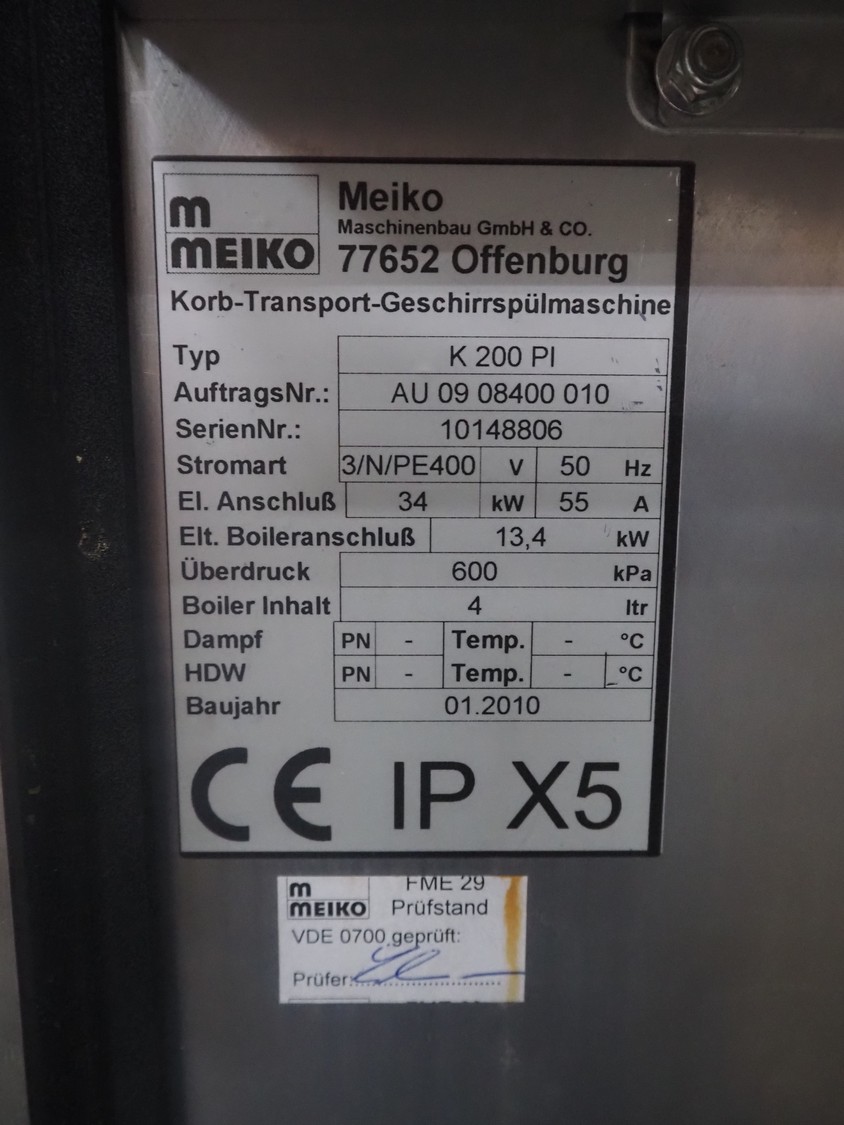 m
MEIKO
Meiko
Maschinenbau GmbH & CO.
77652 Offenburg
Korb-Transport-Geschirrspülmaschine
Typ K 200 PI
AuftragsNr.: AU 09 08400 010
SerienNr.: 10148806
Stromart 3/N/PE400 V 50 Hz
El. Anschluß 34 kW 55 A
Elt. Boileranschluß 13,4 kW
Überdruck 600 kPa
Boiler Inhalt 4 ltr
Dampf PN - Temp. - °C
HDW PN - Temp. - °C
Baujahr 01.2010
CE IP X5
m
MEIKO
FME 29
Prüfstand
VDE 0700 geprüft:
Prüfer: